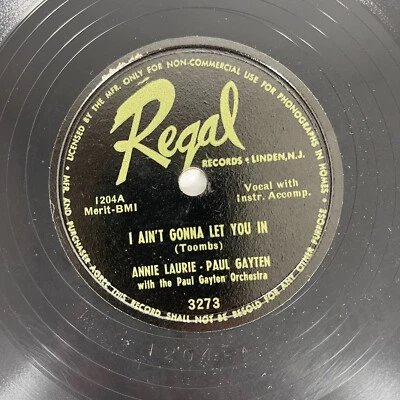 LICENSED BY THE MFR. ONLY FOR NON-COMMERCIAL USE FOR PHONOGRAPHS IN HOMES
Regal
RECORDS • LINDEN, N.J.
1204A
Merit-BMI
Vocal with
Instr. Accomp.
I AIN'T GONNA LET YOU IN
(Toombs)
ANNIE LAURIE - PAUL GAYTEN
with the Paul Gayten Orchestra
3273
• MFR. AND PURCHASER AGREE THIS RECORD SHALL NOT BE RESOLD FOR ANY OTHER USE •